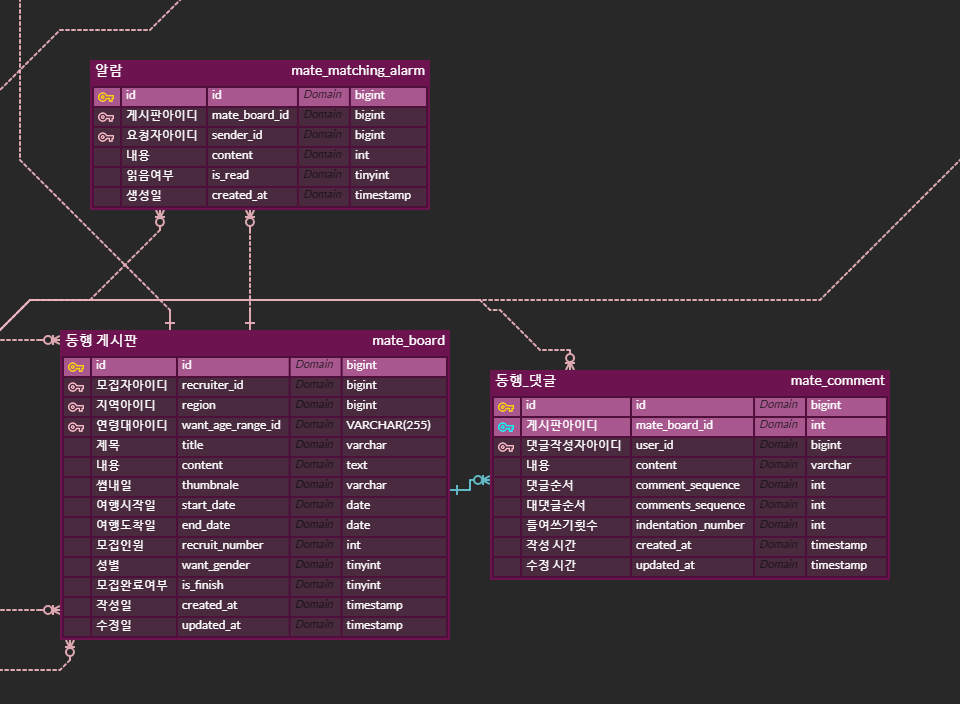 알람 mate_matching_alarm
id id Domain bigint
게시판아이디 mate_board_id Domain bigint
요청자아이디 sender_id Domain bigint
내용 content Domain int
읽음여부 is_read Domain tinyint
생성일 created_at Domain timestamp
동행 게시판 mate_board
id id Domain bigint
모집자아이디 recruiter_id Domain bigint
지역아이디 region Domain bigint
연령대아이디 want_age_range_id Domain VARCHAR(255)
제목 title Domain varchar
내용 content Domain text
썸내일 thumbnale Domain varchar
여행시작일 start_date Domain date
여행도착일 end_date Domain date
모집인원 recruit_number Domain int
성별 want_gender Domain tinyint
모집완료여부 is_finish Domain tinyint
작성일 created_at Domain timestamp
수정일 updated_at Domain timestamp
동행_댓글 mate_comment
id id Domain bigint
게시판아이디 mate_board_id Domain int
댓글작성자아이디 user_id Domain bigint
내용 content Domain varchar
댓글순서 comment_sequence Domain int
대댓글순서 comments_sequence Domain int
들여쓰기횟수 indentation_number Domain int
작성 시간 created_at Domain timestamp
수정 시간 updated_at Domain timestamp